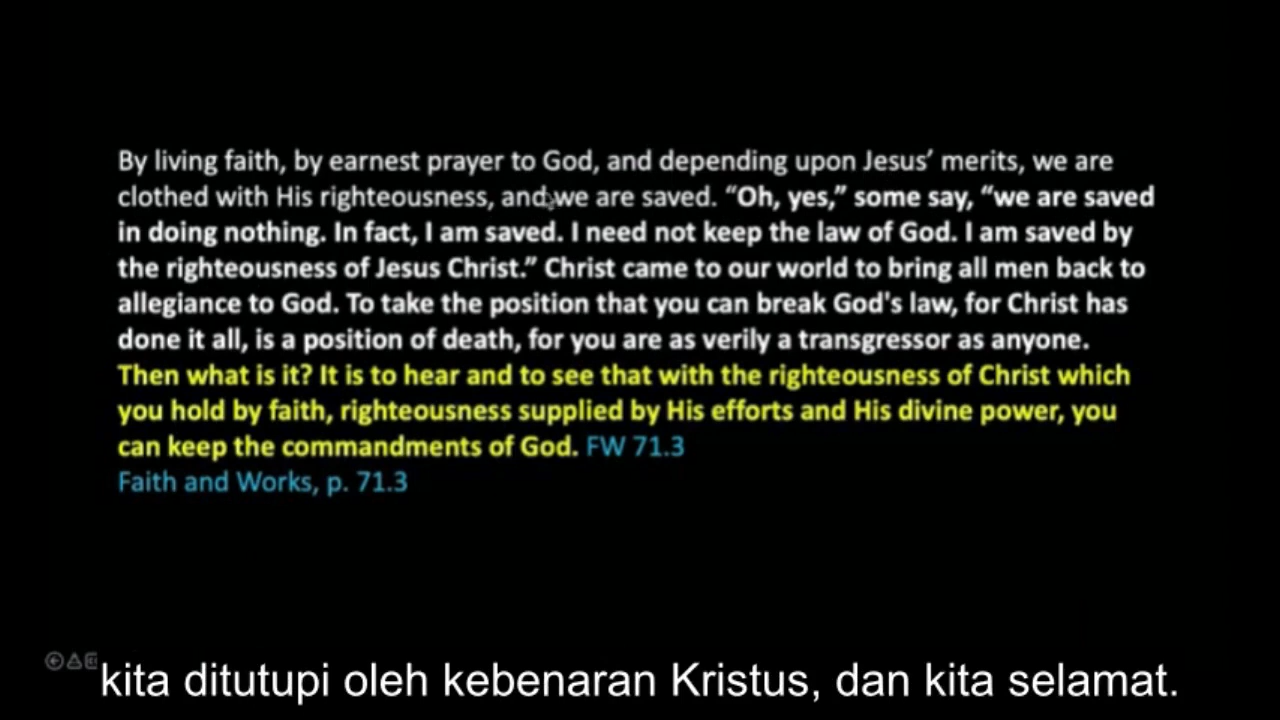 By living faith, by earnest prayer to God, and depending upon Jesus’ merits, we are
clothed with His righteousness, and we are saved. “Oh, yes,” some say, “we are saved
in doing nothing. In fact, I am saved. I need not keep the law of God. I am saved by
the righteousness of Jesus Christ.” Christ came to our world to bring all men back to
allegiance to God. To take the position that you can break God's law, for Christ has
done it all, is a position of death, for you are as verily a transgressor as anyone.
Then what is it? It is to hear and to see that with the righteousness of Christ which
you hold by faith, righteousness supplied by His efforts and His divine power, you
can keep the commandments of God. FW 71.3
Faith and Works, p. 71.3
kita ditutupi oleh kebenaran Kristus, dan kita selamat.